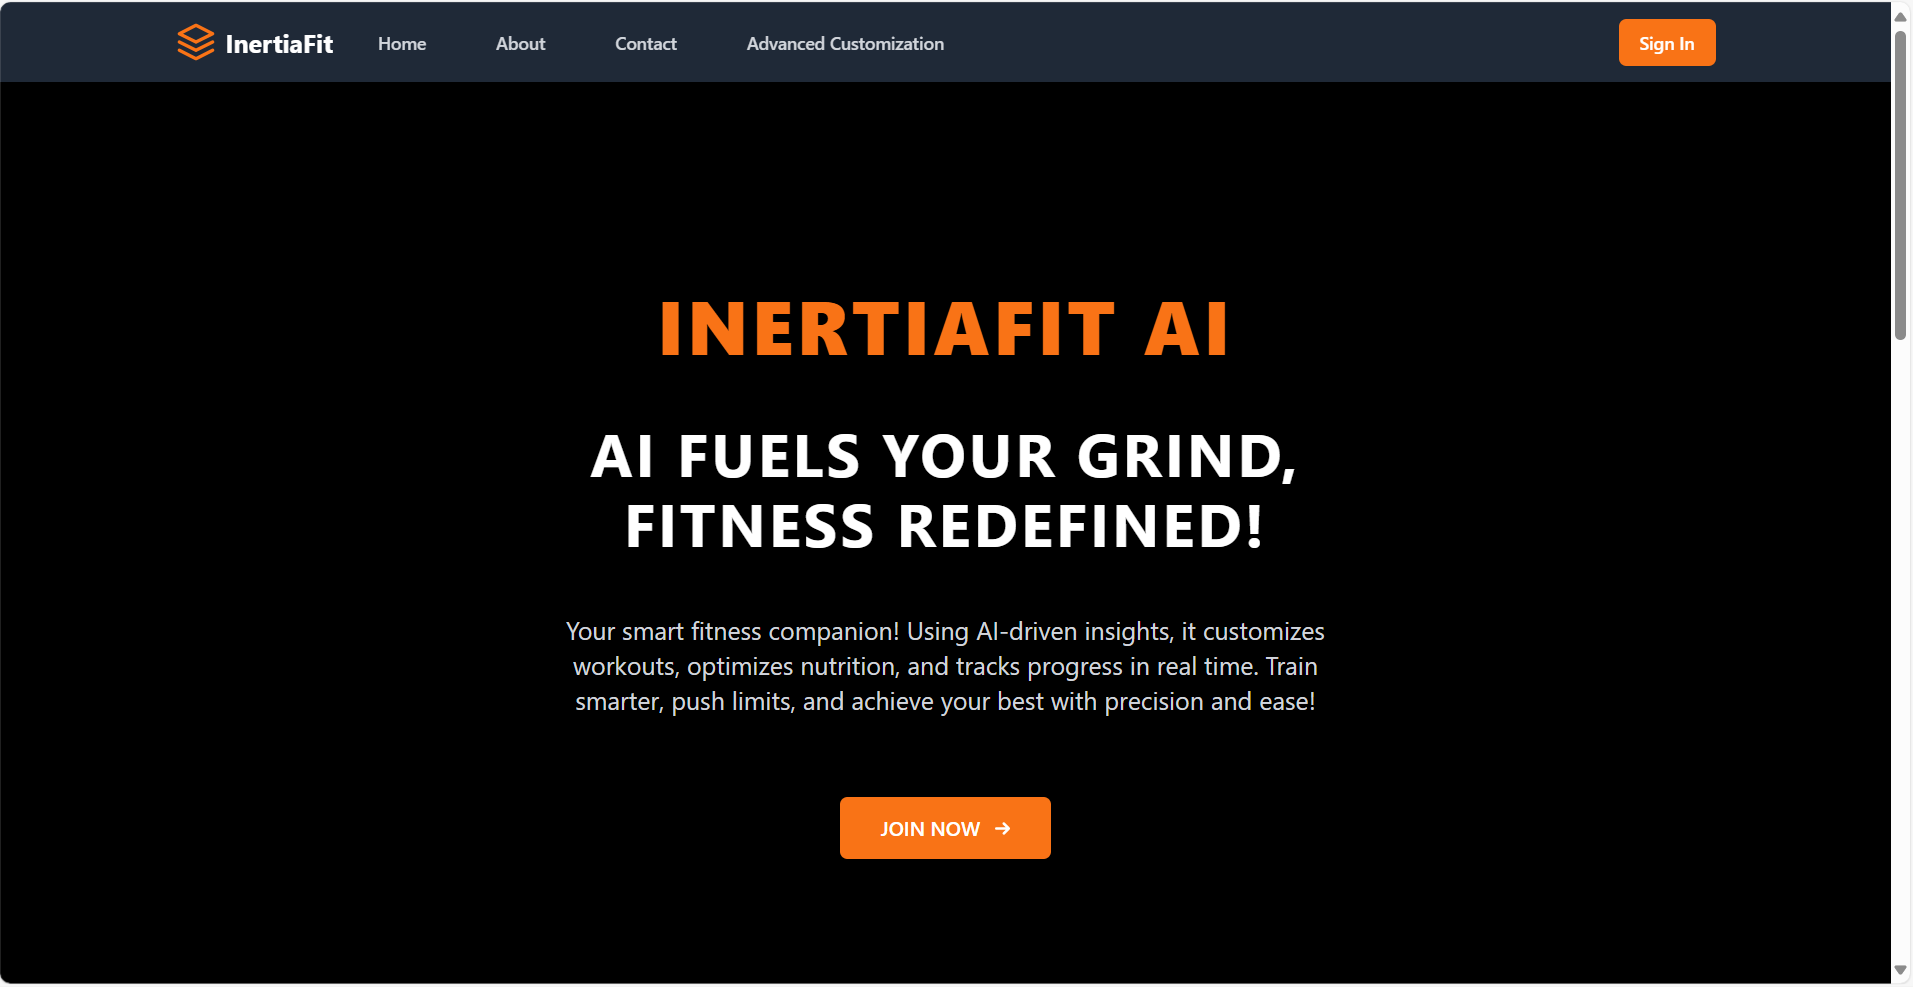 InertiaFit Home About Contact Advanced Customization Sign In
INERTIAFIT AI
AI FUELS YOUR GRIND,
FITNESS REDEFINED!
Your smart fitness companion! Using AI-driven insights, it customizes
workouts, optimizes nutrition, and tracks progress in real time. Train
smarter, push limits, and achieve your best with precision and ease!
JOIN NOW →